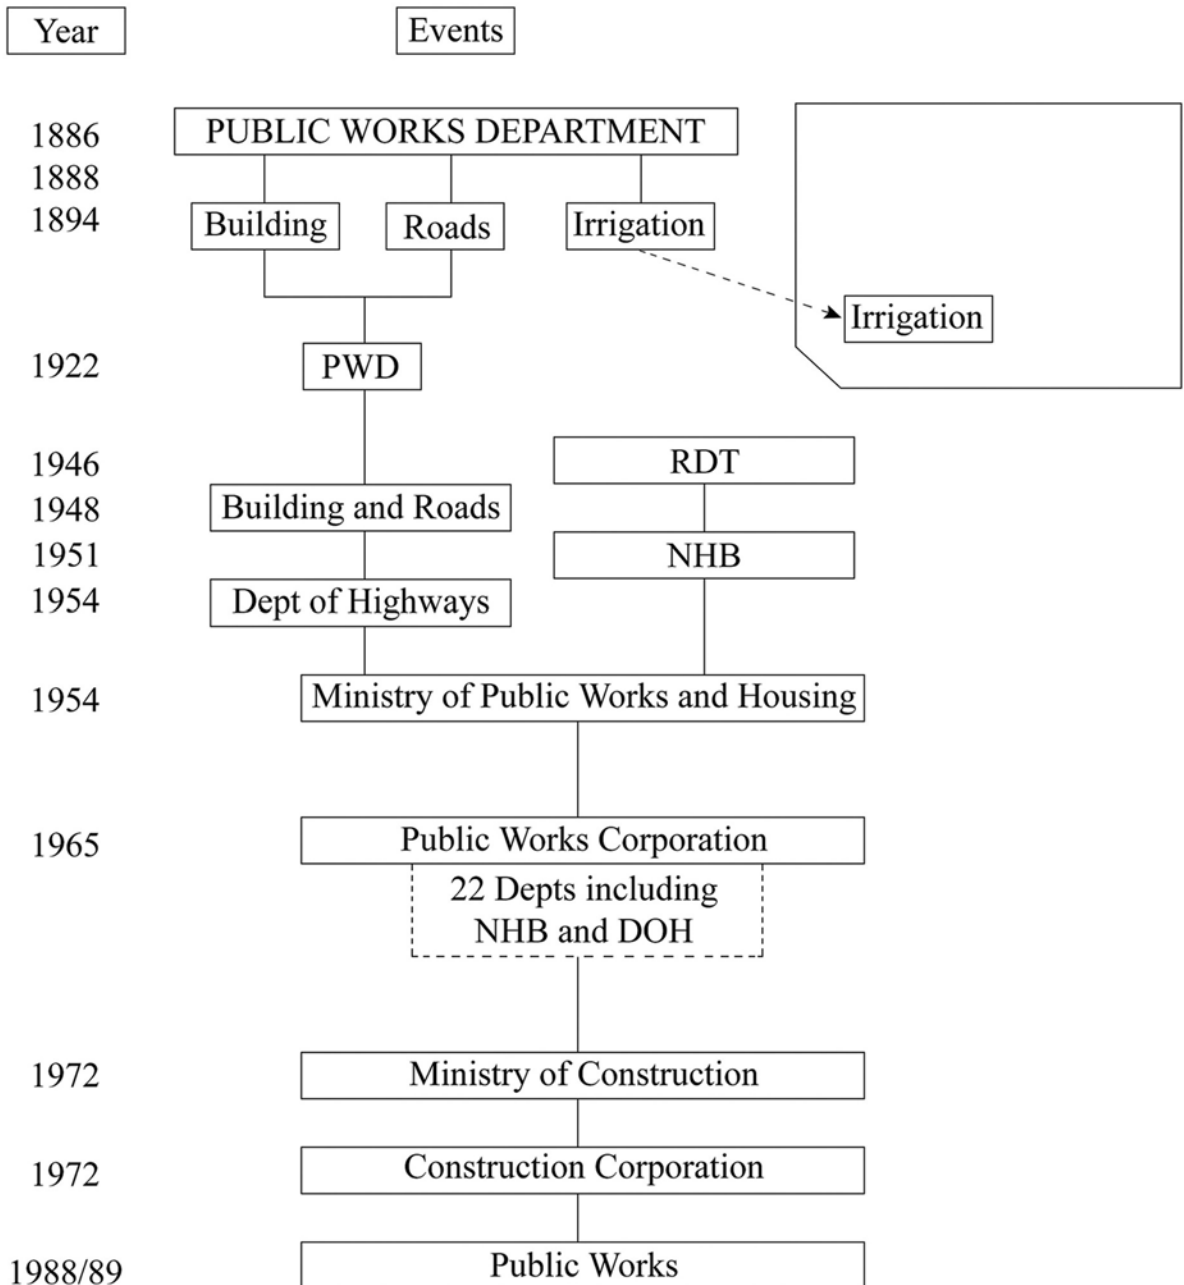 Year Events
1886 PUBLIC WORKS DEPARTMENT
1888
1894 Building Roads Irrigation
Irrigation
1922 PWD
1946 RDT
1948 Building and Roads
1951 NHB
1954 Dept of Highways
1954 Ministry of Public Works and Housing
1965 Public Works Corporation
22 Depts including
NHB and DOH
1972 Ministry of Construction
1972 Construction Corporation
1988/89 Public Works